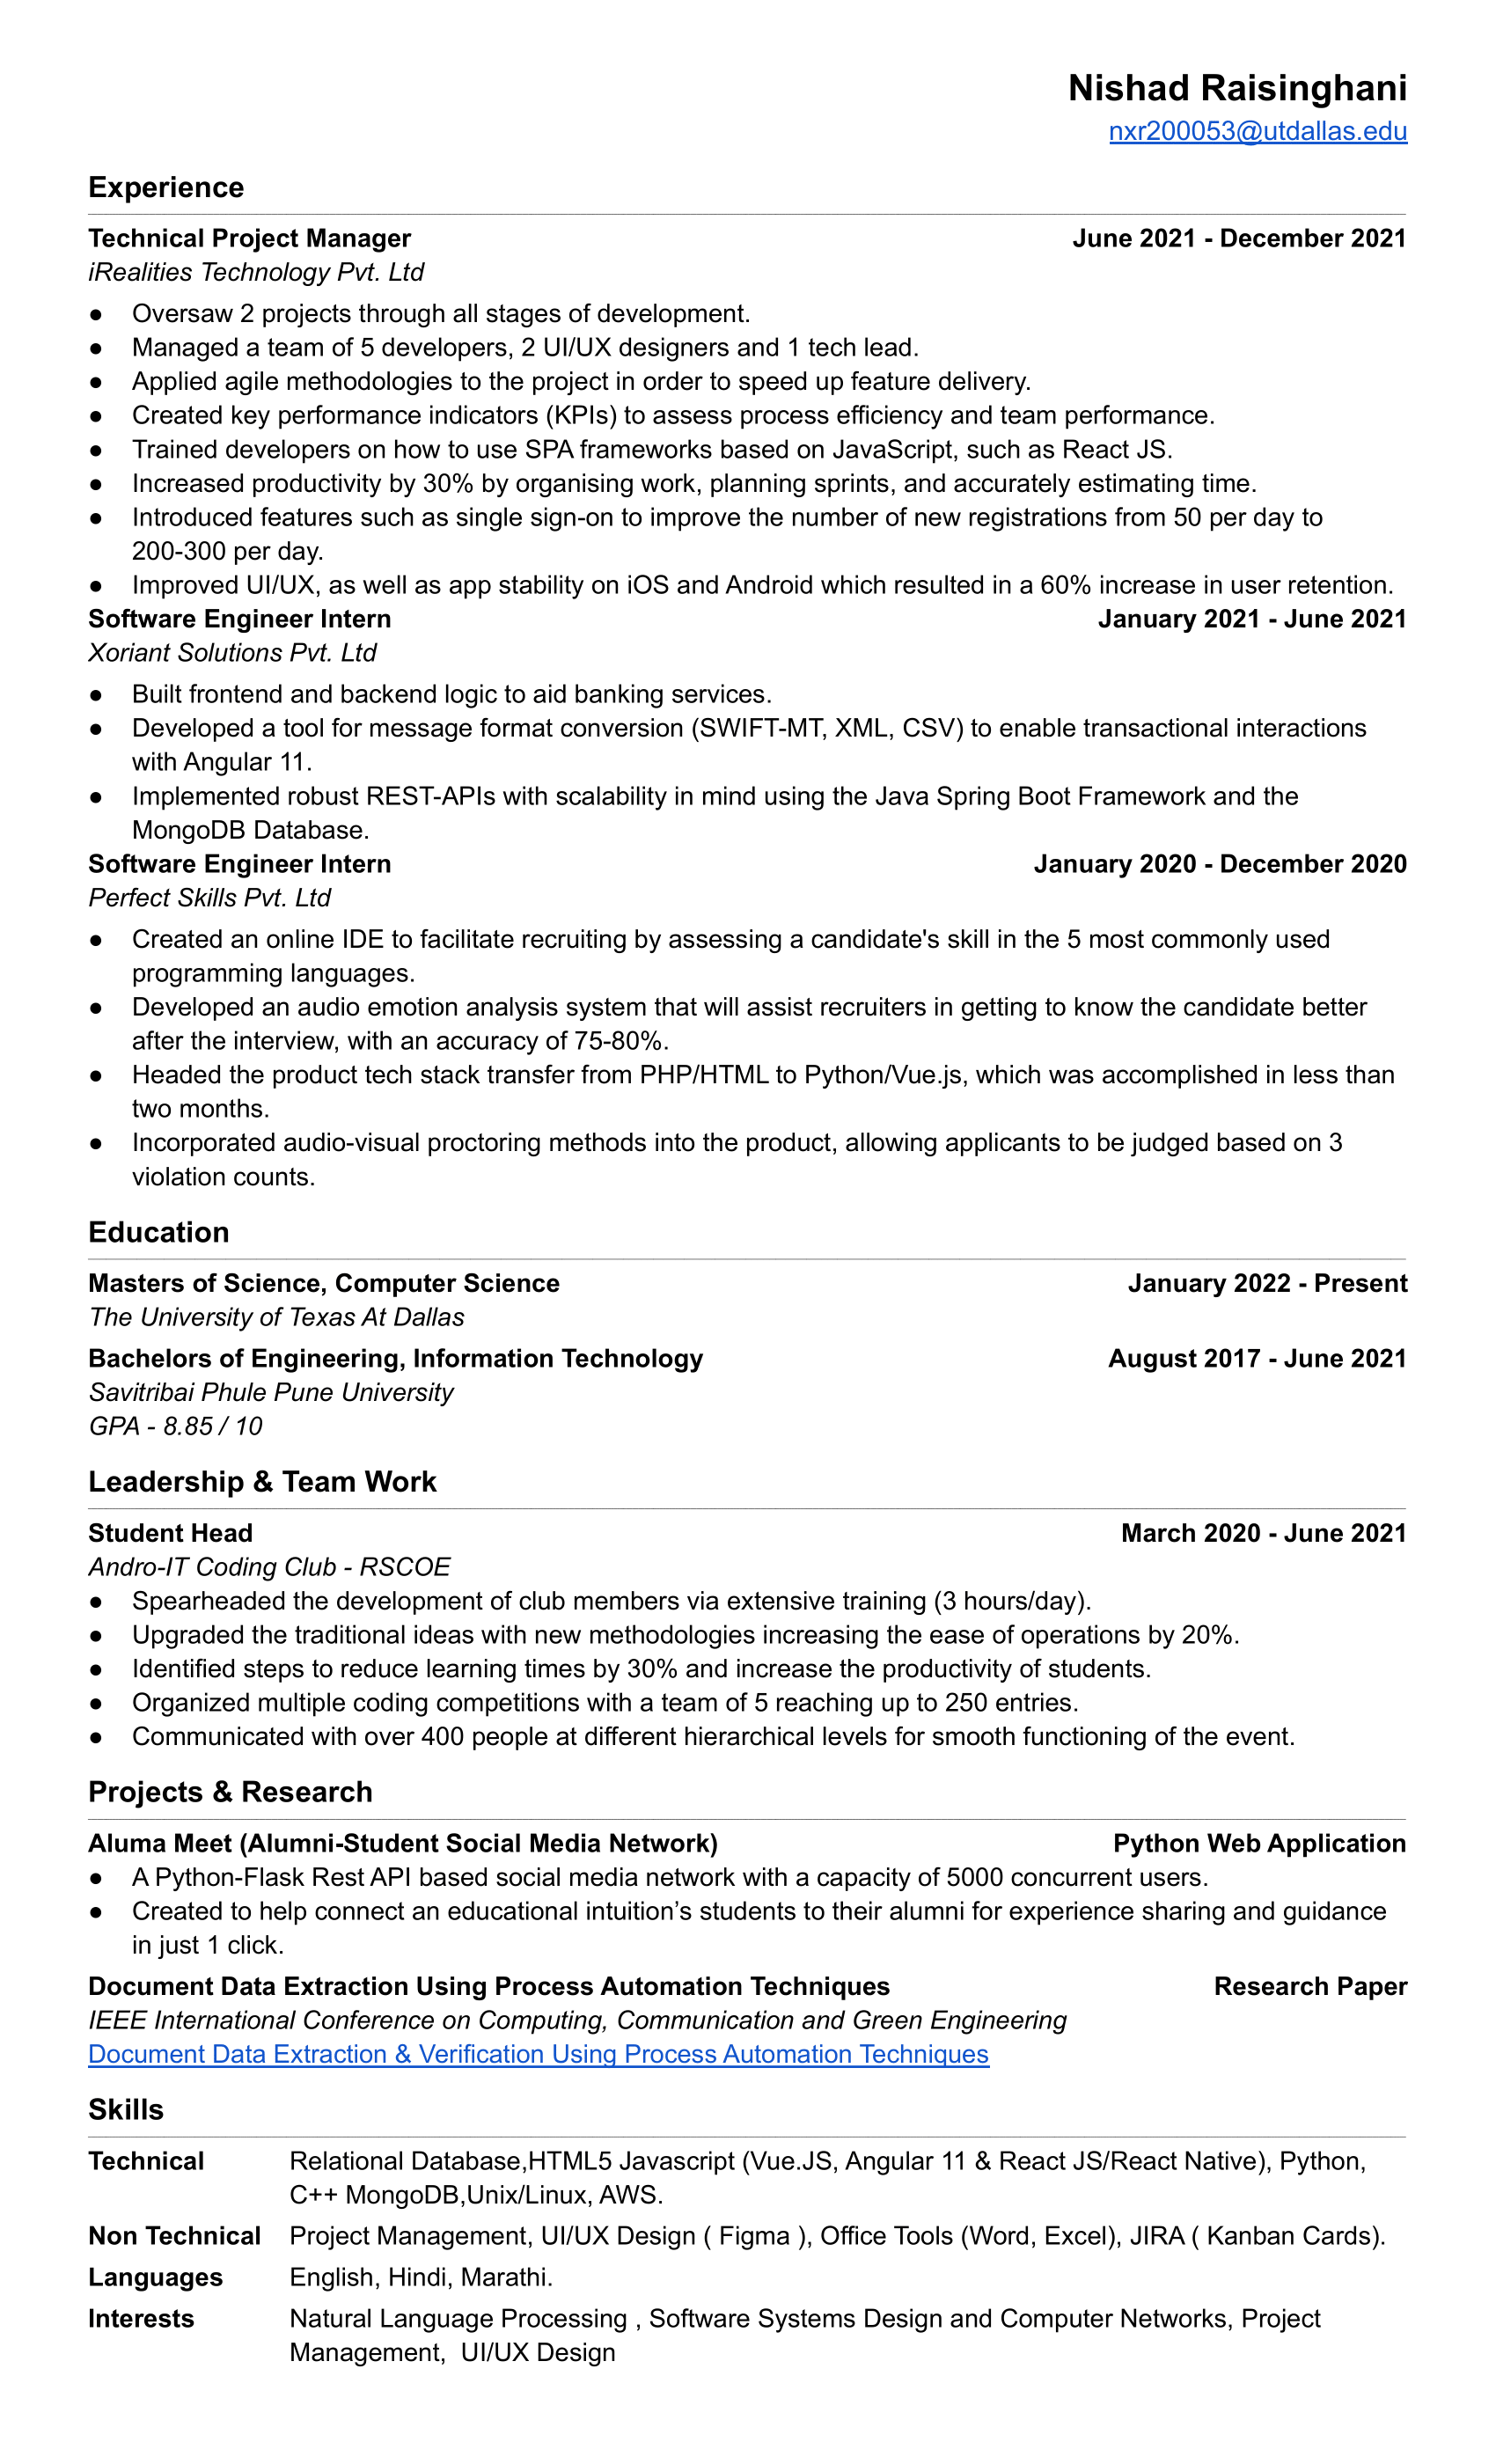 Nishad Raisinghani
nxr200053@utdallas.edu
Experience
Technical Project Manager June 2021 - December 2021
iRealities Technology Pvt. Ltd
● Oversaw 2 projects through all stages of development.
● Managed a team of 5 developers, 2 UI/UX designers and 1 tech lead.
● Applied agile methodologies to the project in order to speed up feature delivery.
● Created key performance indicators (KPIs) to assess process efficiency and team performance.
● Trained developers on how to use SPA frameworks based on JavaScript, such as React JS.
● Increased productivity by 30% by organising work, planning sprints, and accurately estimating time.
● Introduced features such as single sign-on to improve the number of new registrations from 50 per day to
200-300 per day.
● Improved UI/UX, as well as app stability on iOS and Android which resulted in a 60% increase in user retention.
Software Engineer Intern January 2021 - June 2021
Xoriant Solutions Pvt. Ltd
● Built frontend and backend logic to aid banking services.
● Developed a tool for message format conversion (SWIFT-MT, XML, CSV) to enable transactional interactions
with Angular 11.
● Implemented robust REST-APIs with scalability in mind using the Java Spring Boot Framework and the
MongoDB Database.
Software Engineer Intern January 2020 - December 2020
Perfect Skills Pvt. Ltd
● Created an online IDE to facilitate recruiting by assessing a candidate's skill in the 5 most commonly used
programming languages.
● Developed an audio emotion analysis system that will assist recruiters in getting to know the candidate better
after the interview, with an accuracy of 75-80%.
● Headed the product tech stack transfer from PHP/HTML to Python/Vue.js, which was accomplished in less than
two months.
● Incorporated audio-visual proctoring methods into the product, allowing applicants to be judged based on 3
violation counts.
Education
Masters of Science, Computer Science January 2022 - Present
The University of Texas At Dallas
Bachelors of Engineering, Information Technology August 2017 - June 2021
Savitribai Phule Pune University
GPA - 8.85 / 10
Leadership & Team Work
Student Head March 2020 - June 2021
Andro-IT Coding Club - RSCOE
● Spearheaded the development of club members via extensive training (3 hours/day).
● Upgraded the traditional ideas with new methodologies increasing the ease of operations by 20%.
● Identified steps to reduce learning times by 30% and increase the productivity of students.
● Organized multiple coding competitions with a team of 5 reaching up to 250 entries.
● Communicated with over 400 people at different hierarchical levels for smooth functioning of the event.
Projects & Research
Aluma Meet (Alumni-Student Social Media Network) Python Web Application
● A Python-Flask Rest API based social media network with a capacity of 5000 concurrent users.
● Created to help connect an educational intuition’s students to their alumni for experience sharing and guidance
in just 1 click.
Document Data Extraction Using Process Automation Techniques Research Paper
IEEE International Conference on Computing, Communication and Green Engineering
Document Data Extraction & Verification Using Process Automation Techniques
Skills
Technical Relational Database,HTML5 Javascript (Vue.JS, Angular 11 & React JS/React Native), Python,
C++ MongoDB,Unix/Linux, AWS.
Non Technical Project Management, UI/UX Design ( Figma ), Office Tools (Word, Excel), JIRA ( Kanban Cards).
Languages English, Hindi, Marathi.
Interests Natural Language Processing , Software Systems Design and Computer Networks, Project
Management, UI/UX Design